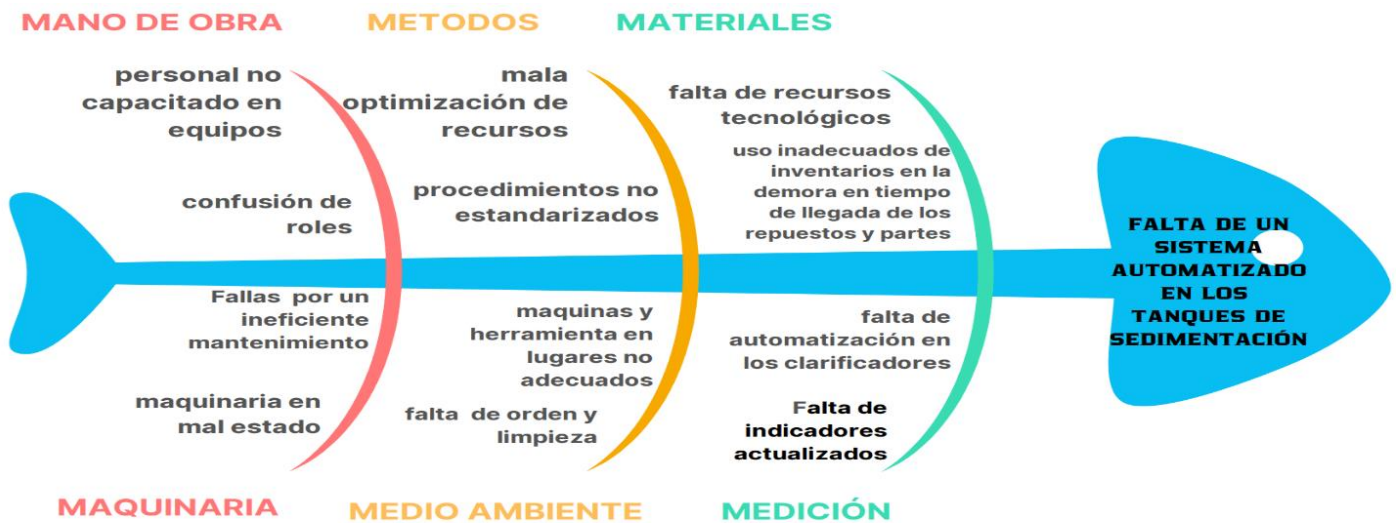 MANO DE OBRA
METODOS
MATERIALES
personal no
capacitado en
equipos
confusión de
roles
mala
optimización de
recursos
procedimientos no
estandarizados
falta de recursos
tecnológicos
uso inadecuados de
inventarios en la
demora en tiempo
de llegada de los
repuestos y partes
FALTA DE UN
SISTEMA
AUTOMATIZADO
EN LOS
TANQUES DE
SEDIMENTACIÓN
Fallas por un
ineficiente
mantenimiento
maquinaria en
mal estado
maquinas y
herramienta en
lugares no
adecuados
falta de orden y
limpieza
falta de
automatización en
los clarificadores
Falta de
indicadores
actualizados
MAQUINARIA
MEDIO AMBIENTE
MEDICIÓN